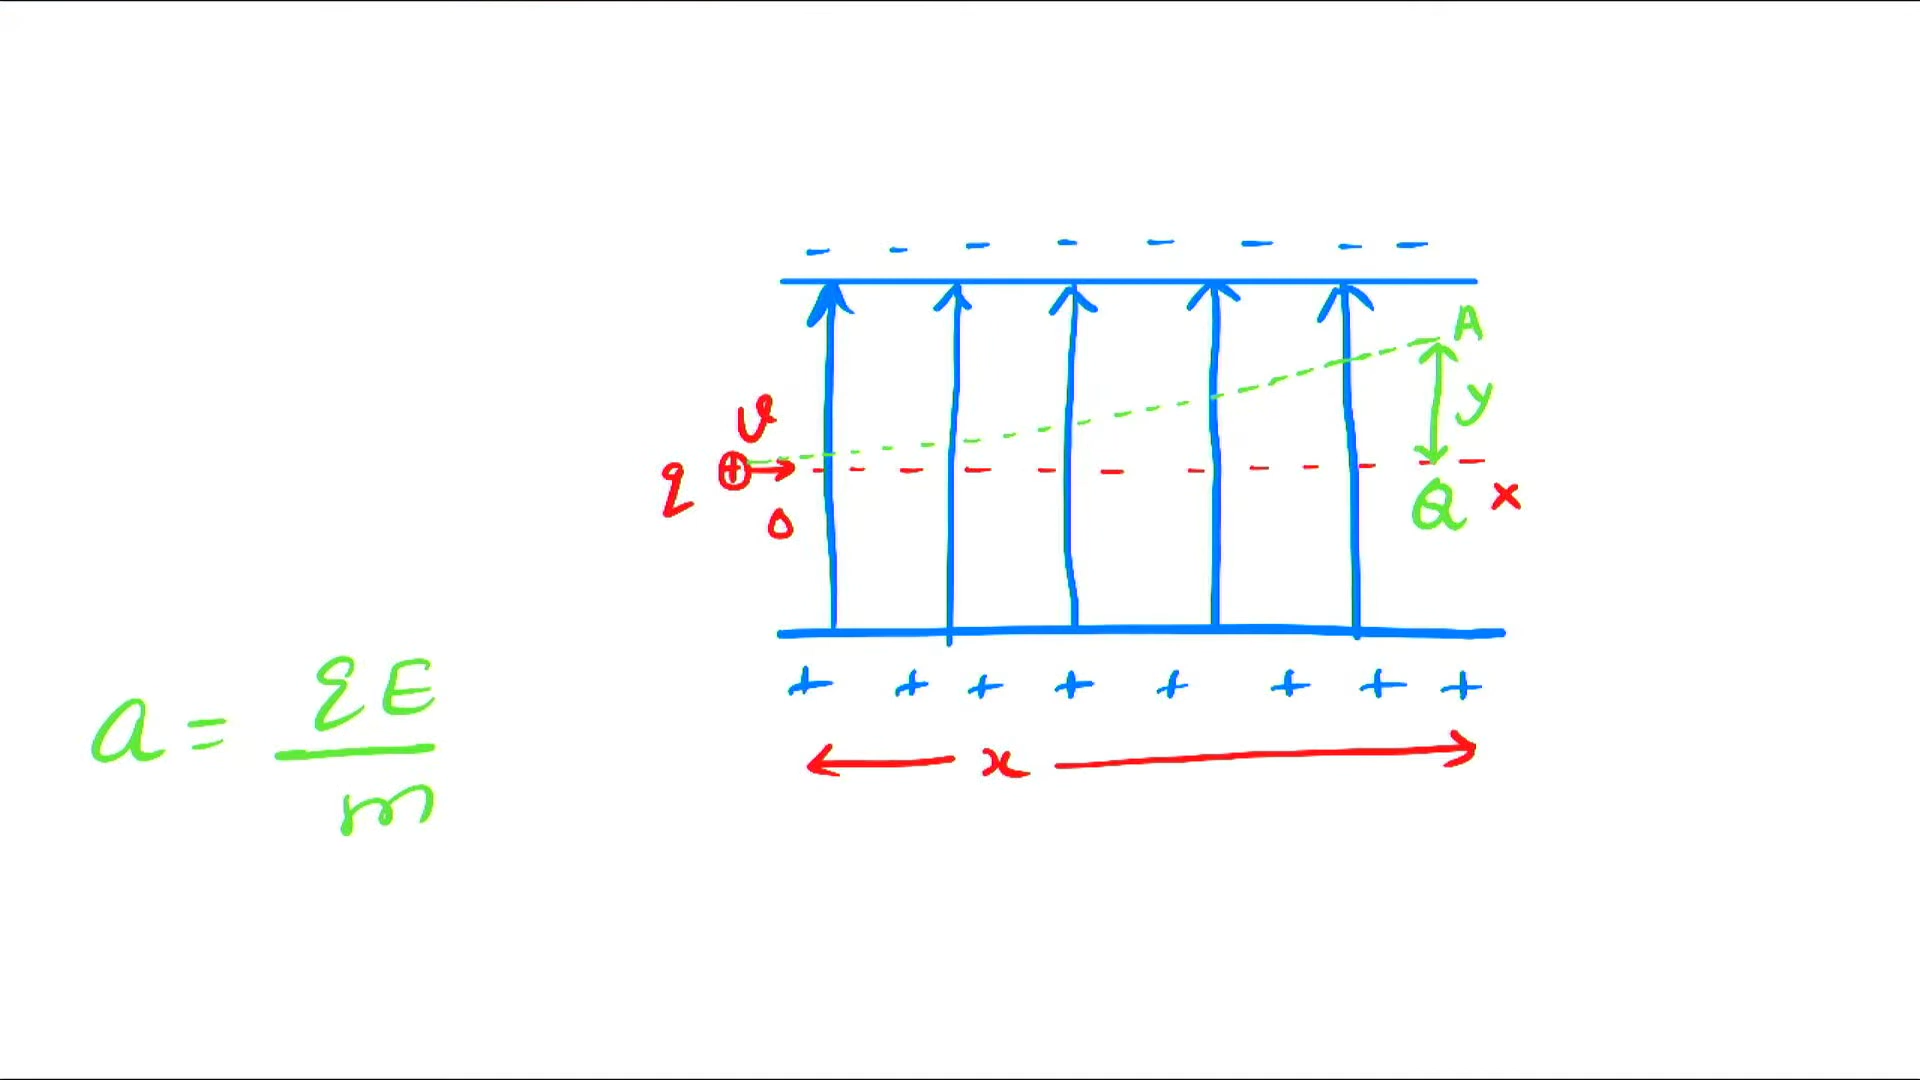 - - - - - - - -
A
v
y
q
O
Q X
a = qE/m
+ + + + + + + +
x